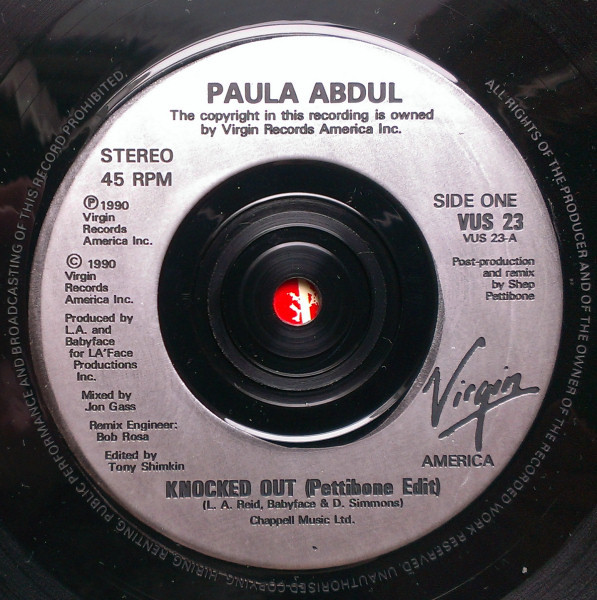 PAULA ABDUL
The copyright in this recording is owned
by Virgin Records America Inc.
STEREO
45 RPM
℗ 1990
Virgin
Records
America Inc.
© 1990
Virgin
Records
America Inc.
Produced by
L.A. and
Babyface
for LA'Face
Productions
Inc.
Mixed by
Jon Gass
Remix Engineer:
Bob Rosa
Edited by
Tony Shimkin
SIDE ONE
VUS 23
VUS 23-A
Post-production
and remix
by Shep
Pettibone
Virgin
AMERICA
KNOCKED OUT (Pettibone Edit)
(L. A. Reid, Babyface & D. Simmons)
Chappell Music Ltd.
ALL RIGHTS OF THE PRODUCER AND OF THE OWNER OF THE RECORDED WORK RESERVED. UNAUTHORISED COPYING, HIRING, RENTING, PUBLIC PERFORMANCE AND BROADCASTING OF THIS RECORD PROHIBITED.